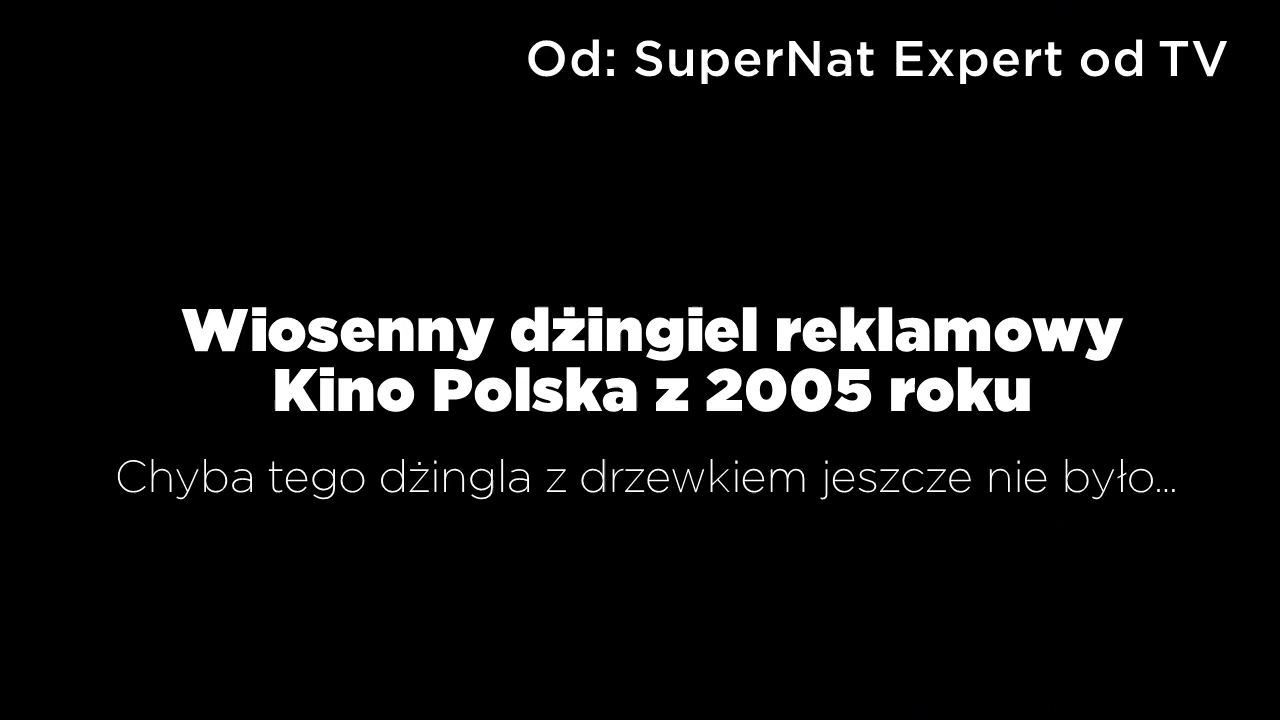 Od: SuperNat Expert od TV
Wiosenny dżingiel reklamowy
Kino Polska z 2005 roku
Chyba tego dżingla z drzewkiem jeszcze nie było...